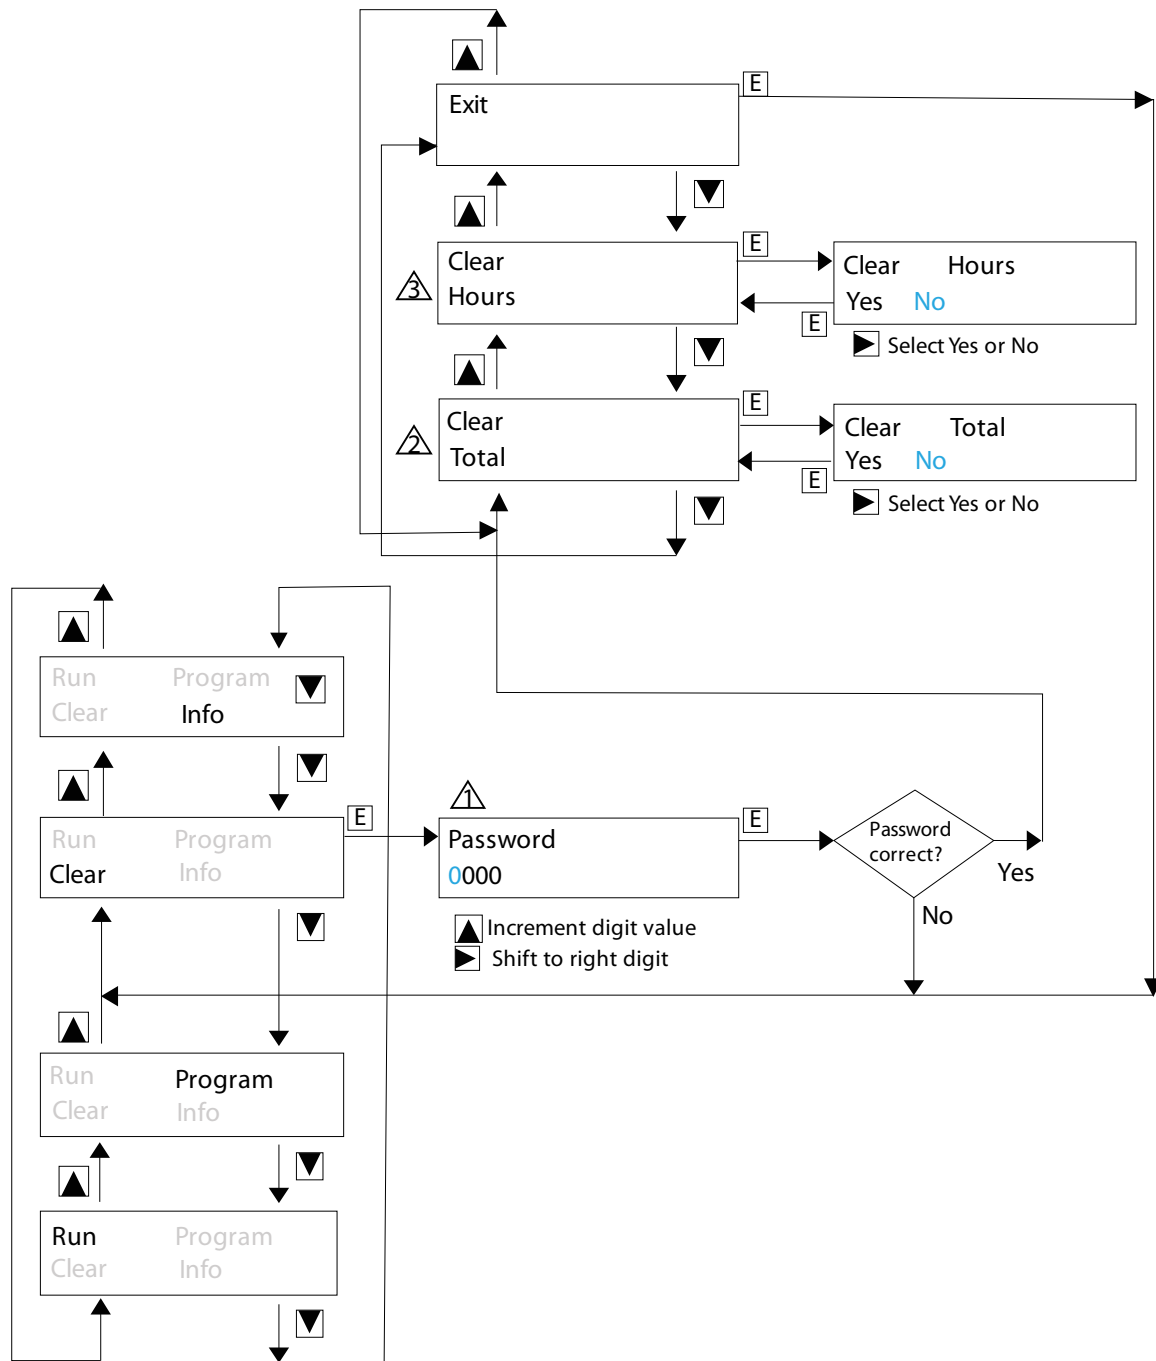 Exit
E
Clear
Hours
3
E
Clear Hours
Yes No
E
Select Yes or No
Clear
Total
2
E
Clear Total
Yes No
E
Select Yes or No
Run Program
Clear Info
Run Program
Clear Info
E
1
Password
0000
E
Increment digit value
Shift to right digit
Password
correct?
Yes
No
Run Program
Clear Info
Run Program
Clear Info